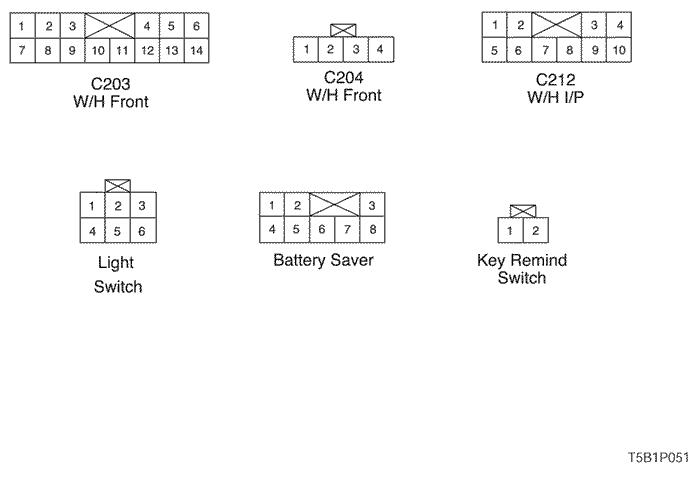 1 2 3 4 5 6
7 8 9 10 11 12 13 14
C203
W/H Front
1 2 3 4
C204
W/H Front
1 2 3 4
5 6 7 8 9 10
C212
W/H I/P
1 2 3
4 5 6
Light
Switch
1 2 3
4 5 6 7 8
Battery Saver
1 2
Key Remind
Switch
T5B1P051